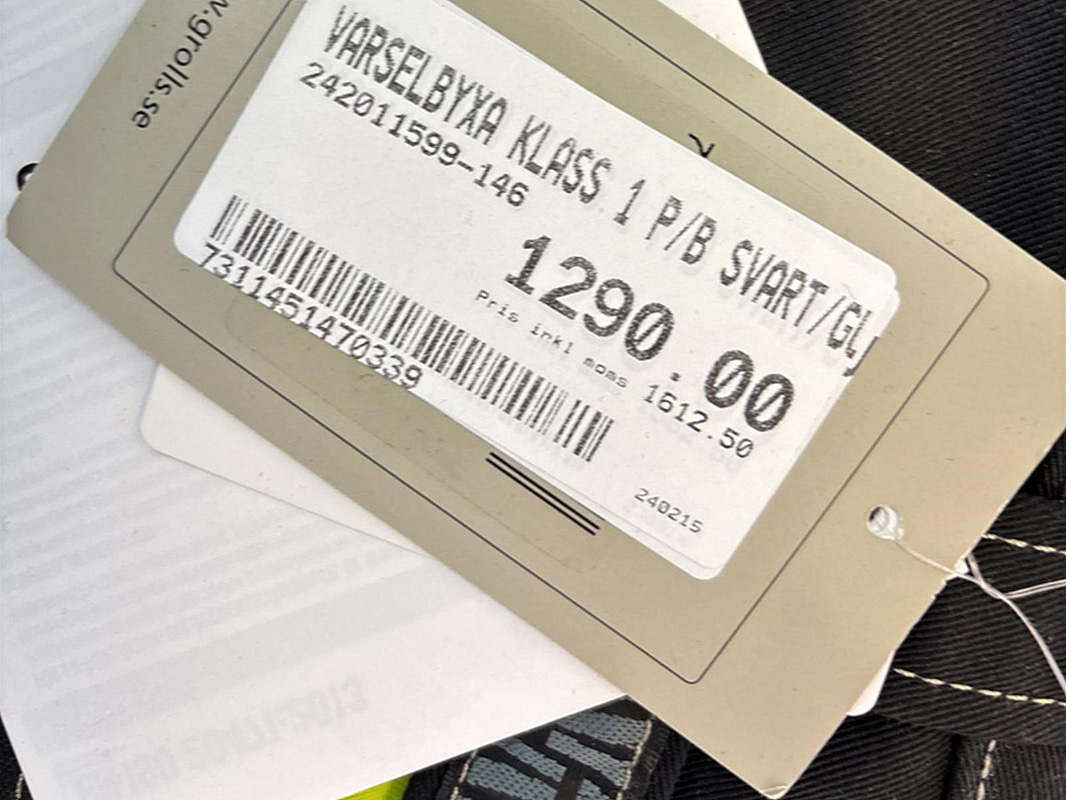 w.grolls.se
VARSELBYXA KLASS 1 P/B SVART/GU
242011599-146
1290.00
Pris inkl moms 1612.50
7311451470339
240215